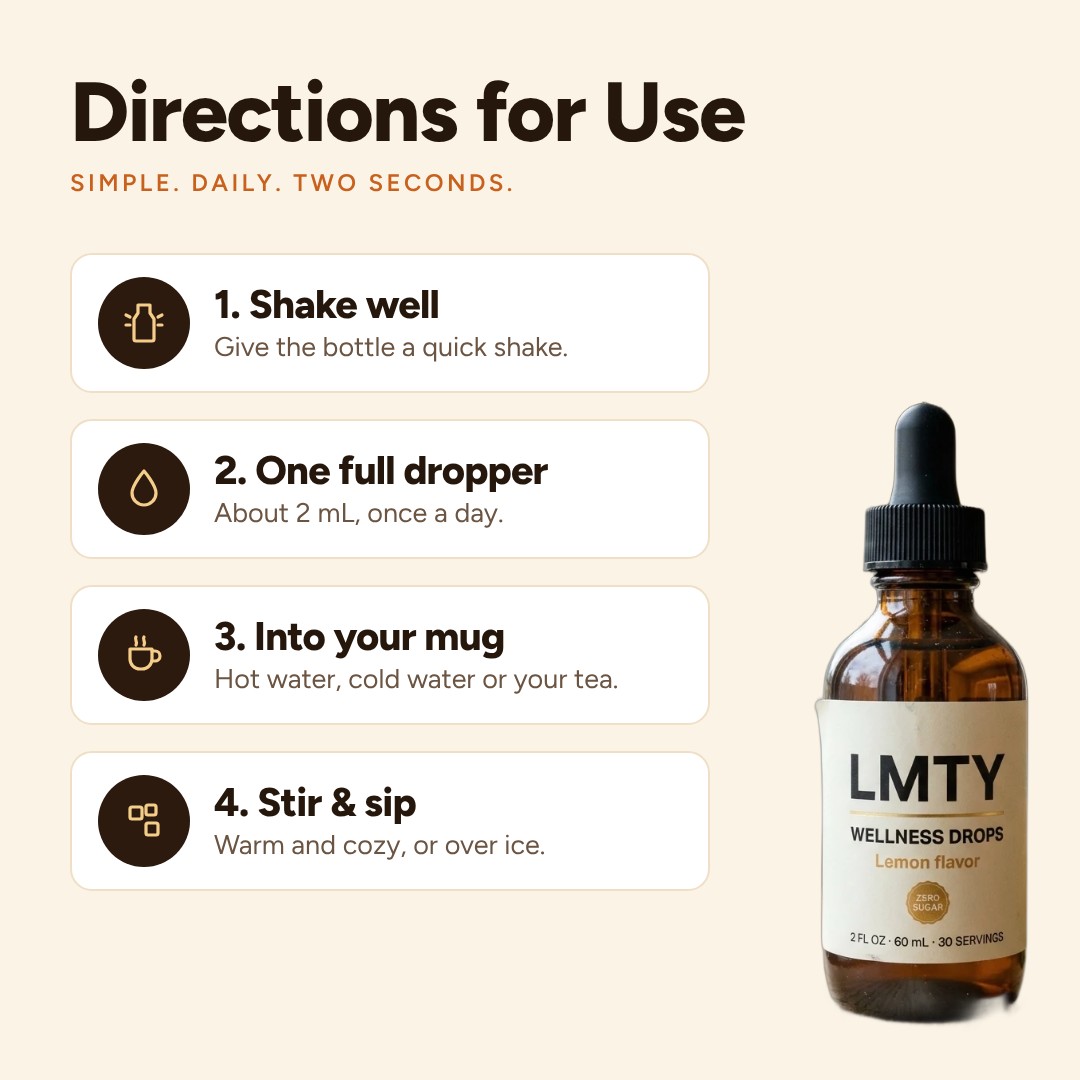 Directions for Use
SIMPLE. DAILY. TWO SECONDS.
1. Shake well
Give the bottle a quick shake.
2. One full dropper
About 2 mL, once a day.
3. Into your mug
Hot water, cold water or your tea.
4. Stir & sip
Warm and cozy, or over ice.
LMTY
WELLNESS DROPS
Lemon flavor
ZERO
SUGAR
2 FL OZ · 60 mL · 30 SERVINGS